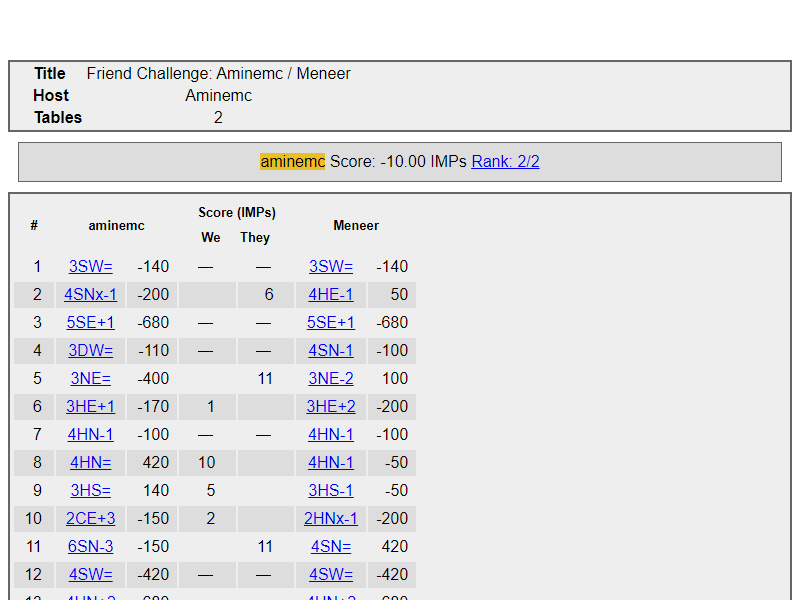 Title Friend Challenge: Aminemc / Meneer
Host Aminemc
Tables 2
aminemc Score: -10.00 IMPs Rank: 2/2
# aminemc Score (IMPs) Meneer
We They
1 3SW= -140 — — 3SW= -140
2 4SNx-1 -200 6 4HE-1 50
3 5SE+1 -680 — — 5SE+1 -680
4 3DW= -110 — — 4SN-1 -100
5 3NE= -400 11 3NE-2 100
6 3HE+1 -170 1 3HE+2 -200
7 4HN-1 -100 — — 4HN-1 -100
8 4HN= 420 10 4HN-1 -50
9 3HS= 140 5 3HS-1 -50
10 2CE+3 -150 2 2HNx-1 -200
11 6SN-3 -150 11 4SN= 420
12 4SW= -420 — — 4SW= -420